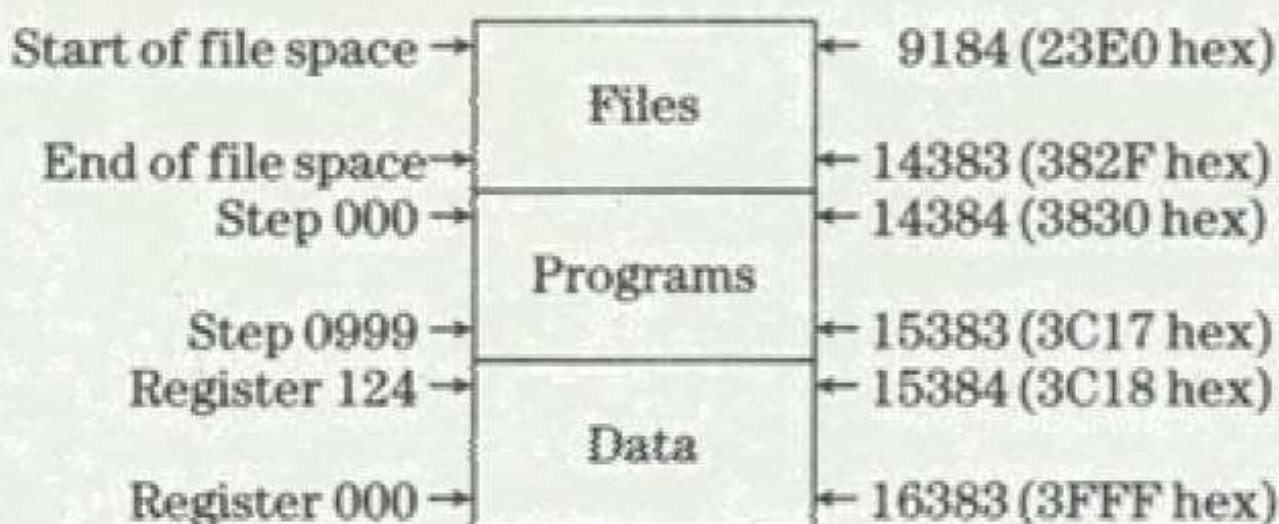 Start of file space → Files ← 9184 (23E0 hex)
End of file space → ← 14383 (382F hex)
Step 000 → Programs ← 14384 (3830 hex)
Step 0999 → ← 15383 (3C17 hex)
Register 124 → Data ← 15384 (3C18 hex)
Register 000 → ← 16383 (3FFF hex)